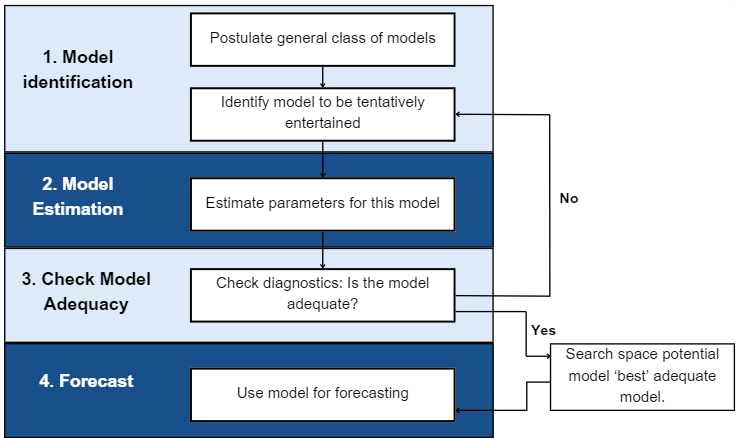 1. Model
identification
Postulate general class of models
Identify model to be tentatively
entertained
2. Model
Estimation
Estimate parameters for this model
No
3. Check Model
Adequacy
Check diagnostics: Is the model
adequate?
Yes
Search space potential
model ‘best’ adequate
model.
4. Forecast
Use model for forecasting